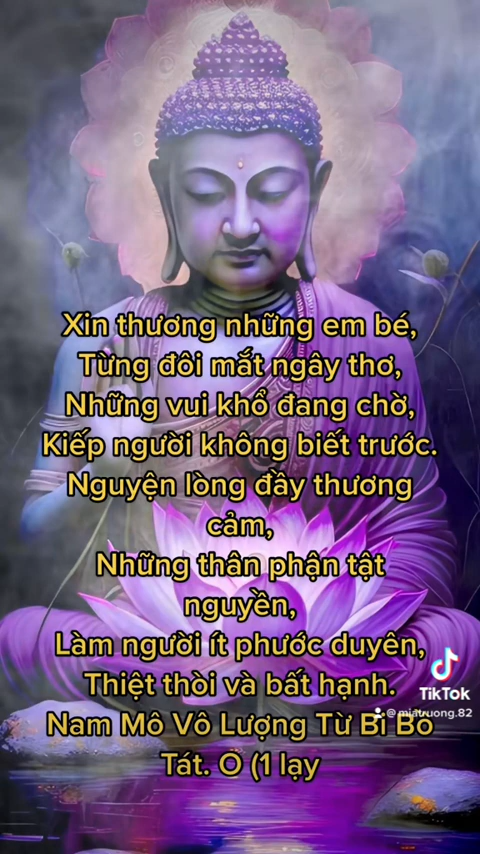 Xin thương những em bé,
Từng đôi mắt ngây thơ,
Những vui khổ đang chờ,
Kiếp người không biết trước.
Nguyện lòng đầy thương
cảm,
Những thân phận tật
nguyền,
Làm người ít phước duyên,
Thiệt thòi và bất hạnh.
Nam Mô Vô Lượng Từ Bi Bồ
Tát. O (1 lạy
TikTok
@miatruong.82